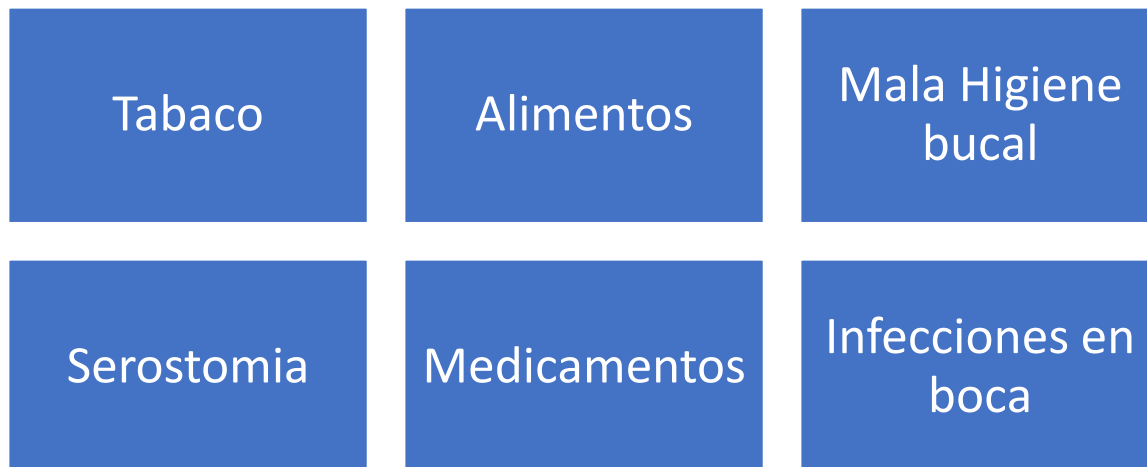 Tabaco
Alimentos
Mala Higiene
bucal
Serostomia
Medicamentos
Infecciones en
boca